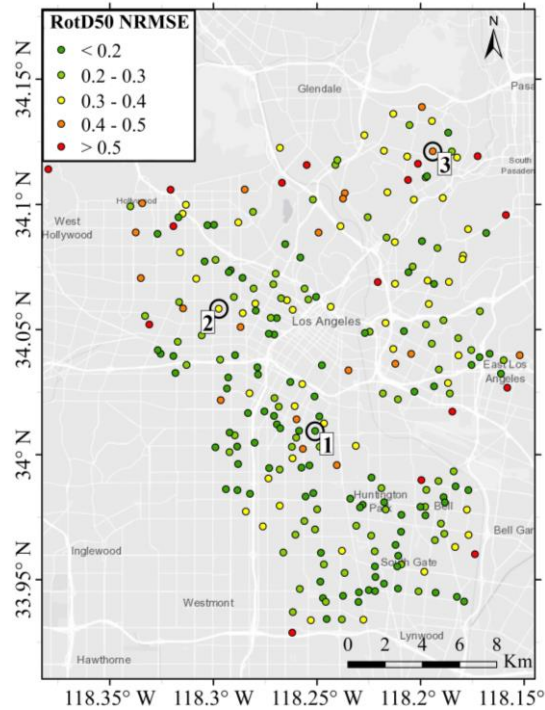 RotD50 NRMSE
< 0.2
0.2 - 0.3
0.3 - 0.4
0.4 - 0.5
> 0.5
N
Glendale
Pasa
South
Pasaden
Hollywood
West
Hollywood
3
2
Los Angeles
East Los
Angeles
1
Huntington
Park
Bell
Bell Gar
Inglewood
South Gate
Westmont
Lynwood
Hawthorne
0 2 4 8
Km
34.15° N
34.1° N
34.05° N
34° N
33.95° N
118.35° W
118.3° W
118.25° W
118.2° W
118.15° W